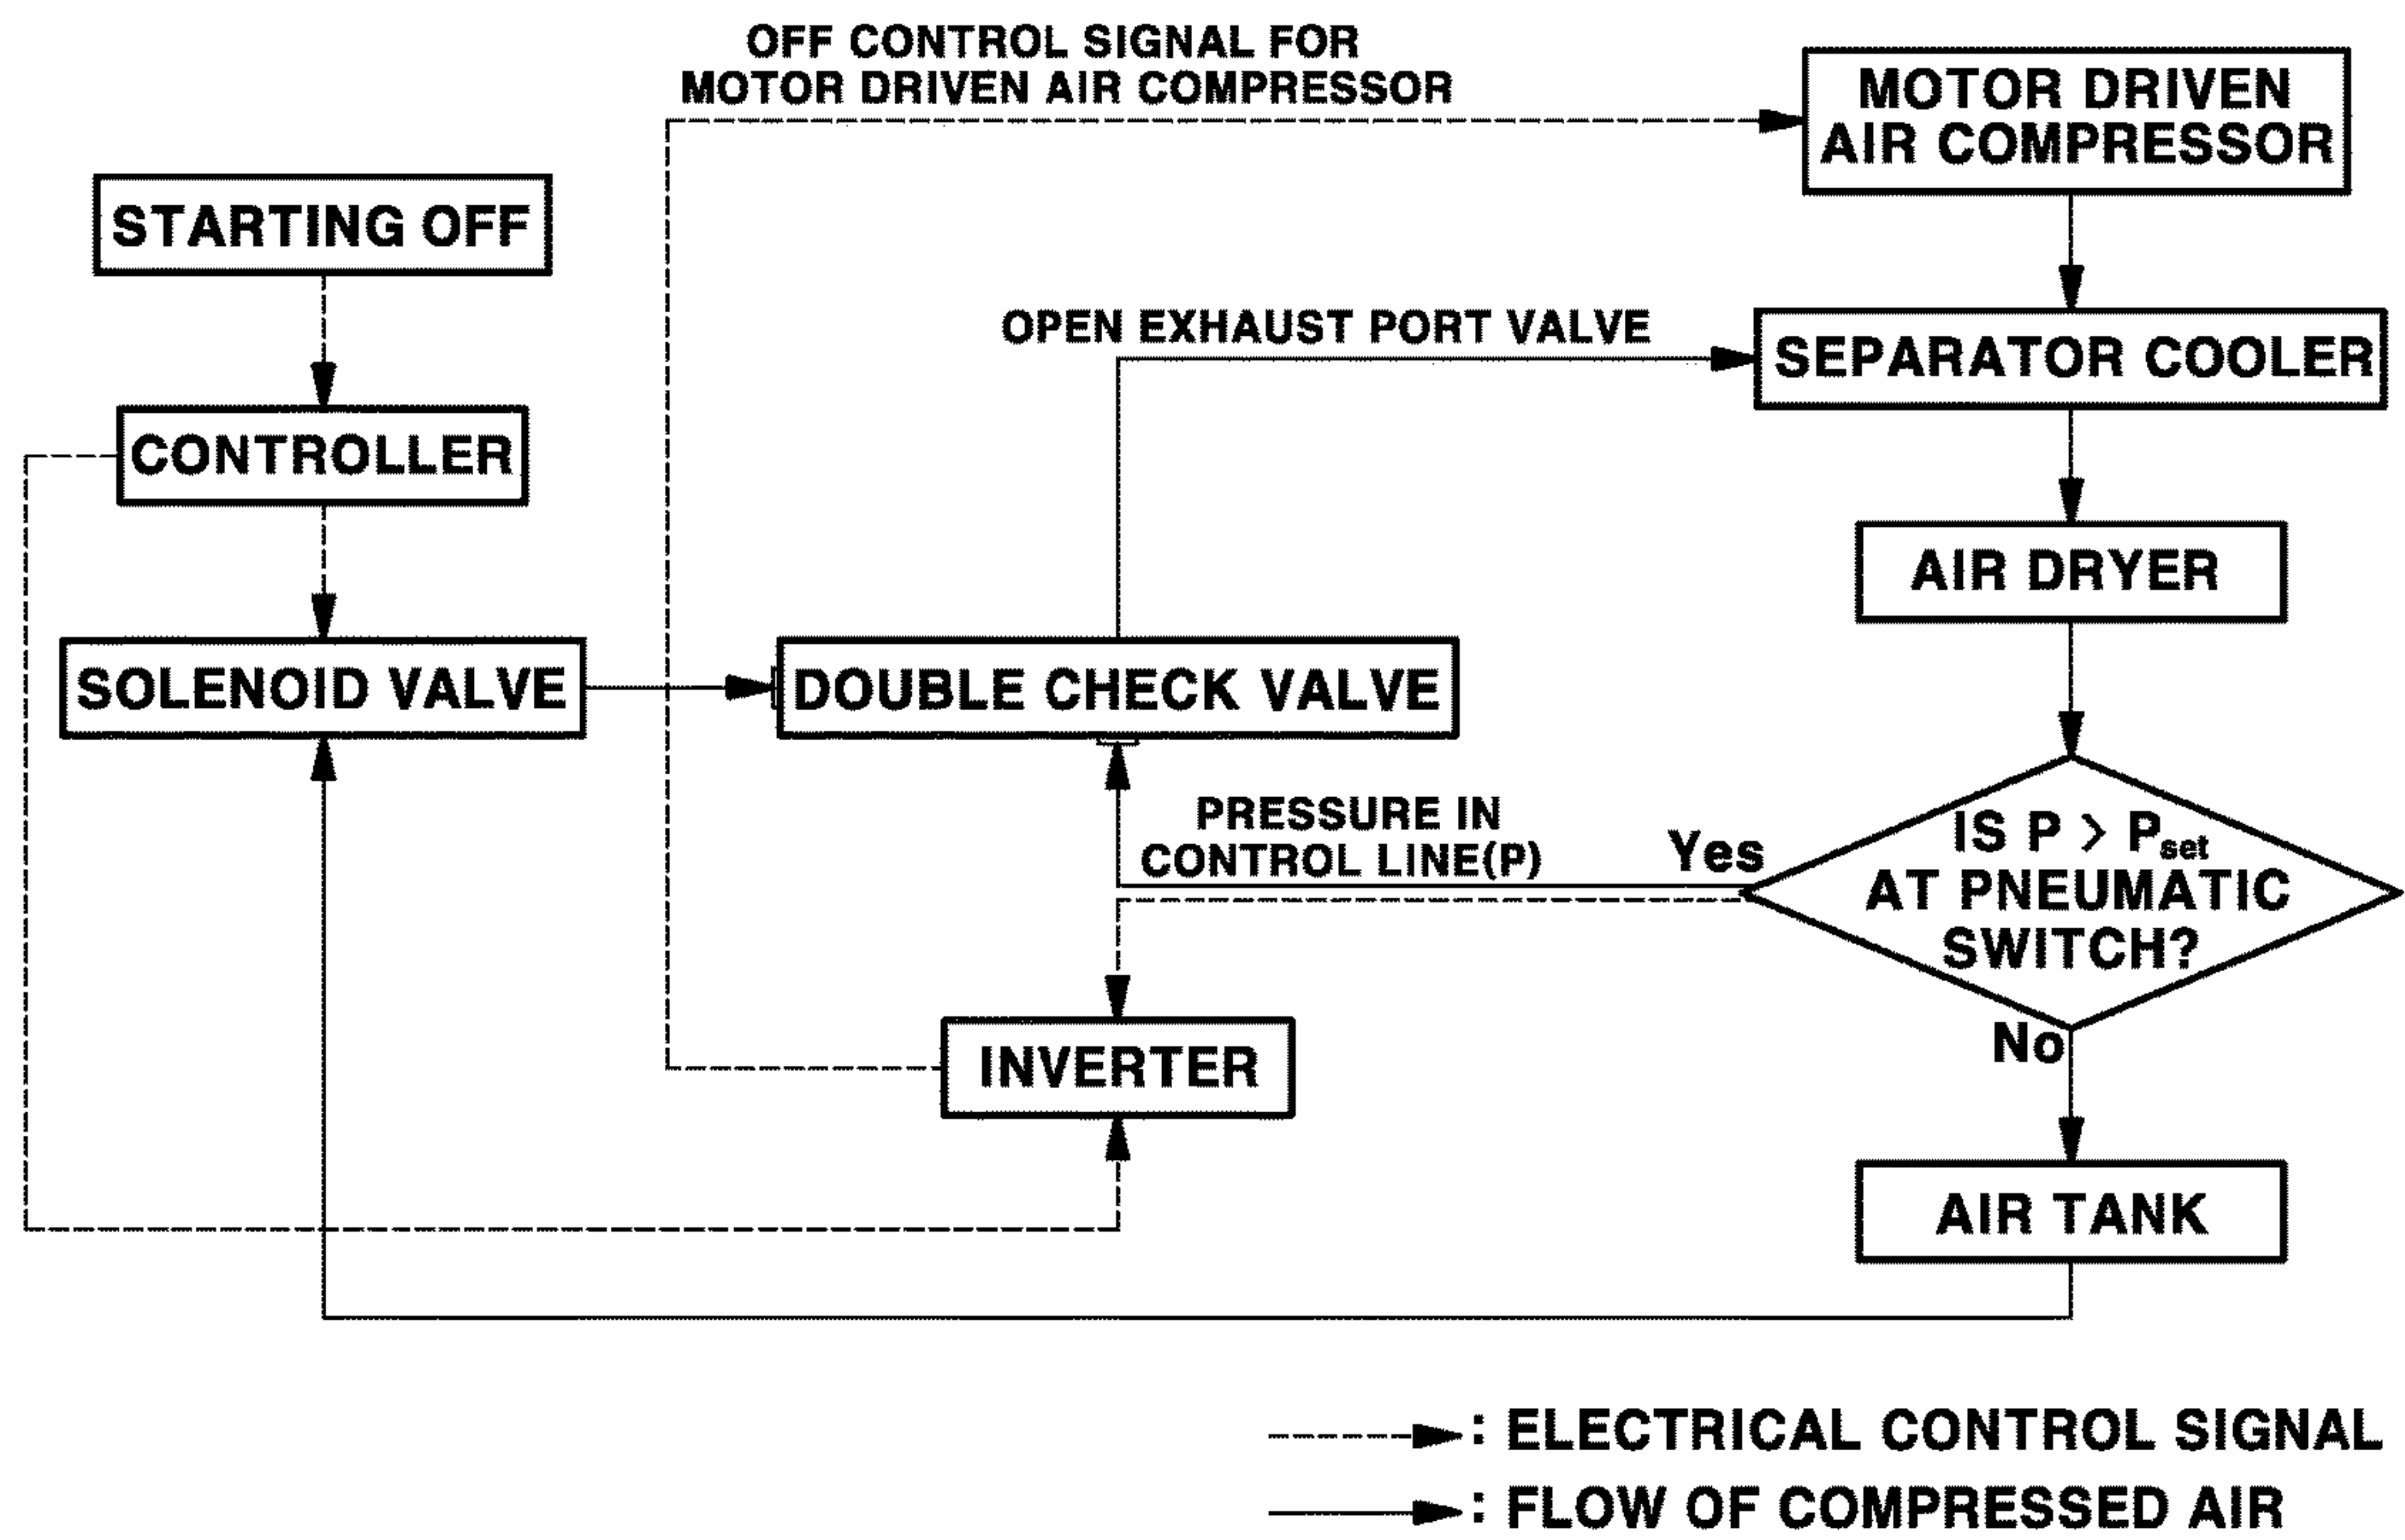 OFF CONTROL SIGNAL FOR
MOTOR DRIVEN AIR COMPRESSOR
MOTOR DRIVEN
AIR COMPRESSOR
STARTING OFF
OPEN EXHAUST PORT VALVE
SEPARATOR COOLER
CONTROLLER
AIR DRYER
SOLENOID VALVE
DOUBLE CHECK VALVE
PRESSURE IN
CONTROL LINE(P)
Yes
IS P > Pset
AT PNEUMATIC
SWITCH?
No
INVERTER
AIR TANK
: ELECTRICAL CONTROL SIGNAL
: FLOW OF COMPRESSED AIR